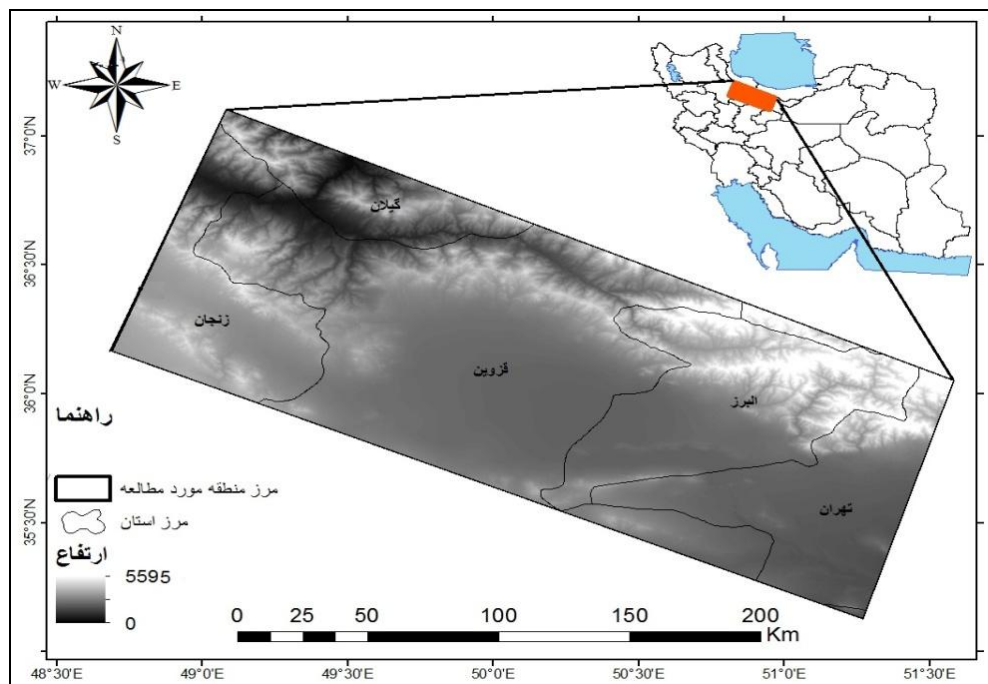 N
W E
S
37°0'N
36°30'N
36°0'N
35°30'N
گیلان
زنجان
قزوین
البرز
تهران
راهنما
مرز منطقه مورد مطالعه
مرز استان
ارتفاع
5595
0
0 25 50 100 150 200
Km
48°30'E 49°0'E 49°30'E 50°0'E 50°30'E 51°0'E 51°30'E